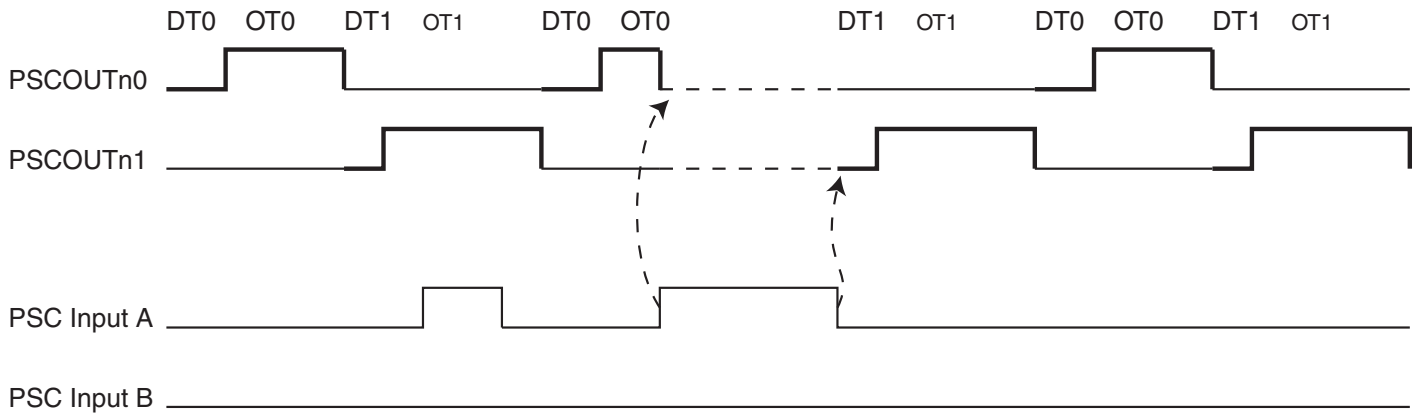 DT0 OT0 DT1 OT1 DT0 OT0 DT1 OT1 DT0 OT0 DT1 OT1
PSCOUTn0
PSCOUTn1
PSC Input A
PSC Input B